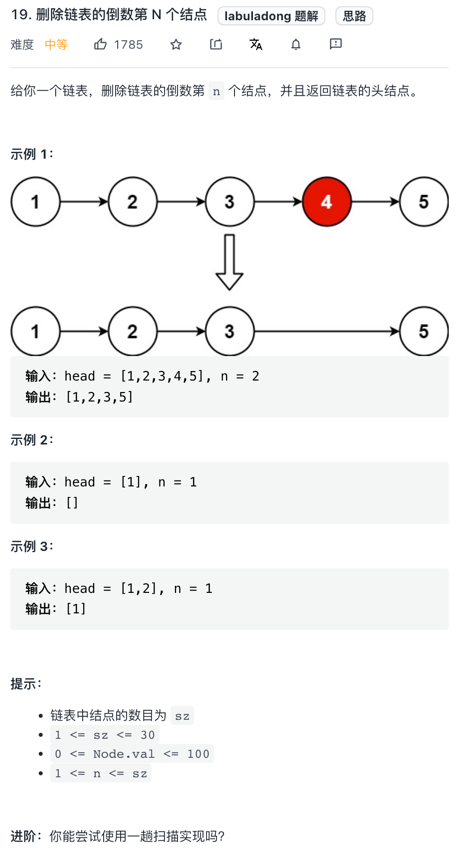 19. 删除链表的倒数第 N 个结点 labuladong 题解 思路
难度 中等 1785
给你一个链表，删除链表的倒数第 n 个结点，并且返回链表的头结点。
示例 1：
1 2 3 4 5
1 2 3 5
输入：head = [1,2,3,4,5], n = 2
输出：[1,2,3,5]
示例 2：
输入：head = [1], n = 1
输出：[]
示例 3：
输入：head = [1,2], n = 1
输出：[1]
提示：
• 链表中结点的数目为 sz
• 1 <= sz <= 30
• 0 <= Node.val <= 100
• 1 <= n <= sz
进阶：你能尝试使用一趟扫描实现吗？